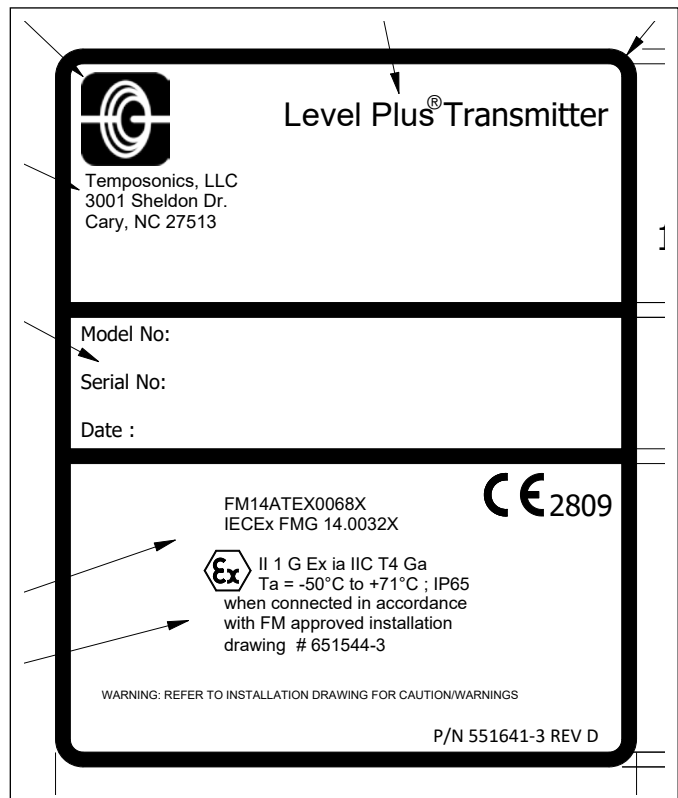 Level Plus® Transmitter
Temposonics, LLC
3001 Sheldon Dr.
Cary, NC 27513
Model No:
Serial No:
Date :
CE 2809
FM14ATEX0068X
IECEx FMG 14.0032X
Ex II 1 G Ex ia IIC T4 Ga
Ta = -50°C to +71°C ; IP65
when connected in accordance
with FM approved installation
drawing # 651544-3
WARNING: REFER TO INSTALLATION DRAWING FOR CAUTION/WARNINGS
P/N 551641-3 REV D